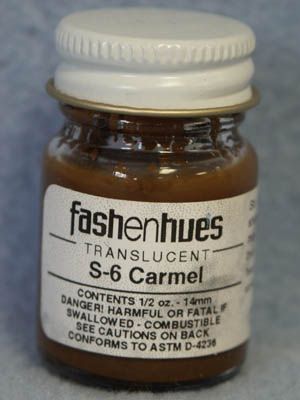 fashenhues
TRANSLUCENT
S-6 Carmel
CONTENTS 1/2 oz. - 14mm
DANGER! HARMFUL OR FATAL IF
SWALLOWED - COMBUSTIBLE
SEE CAUTIONS ON BACK
CONFORMS TO ASTM D-4236